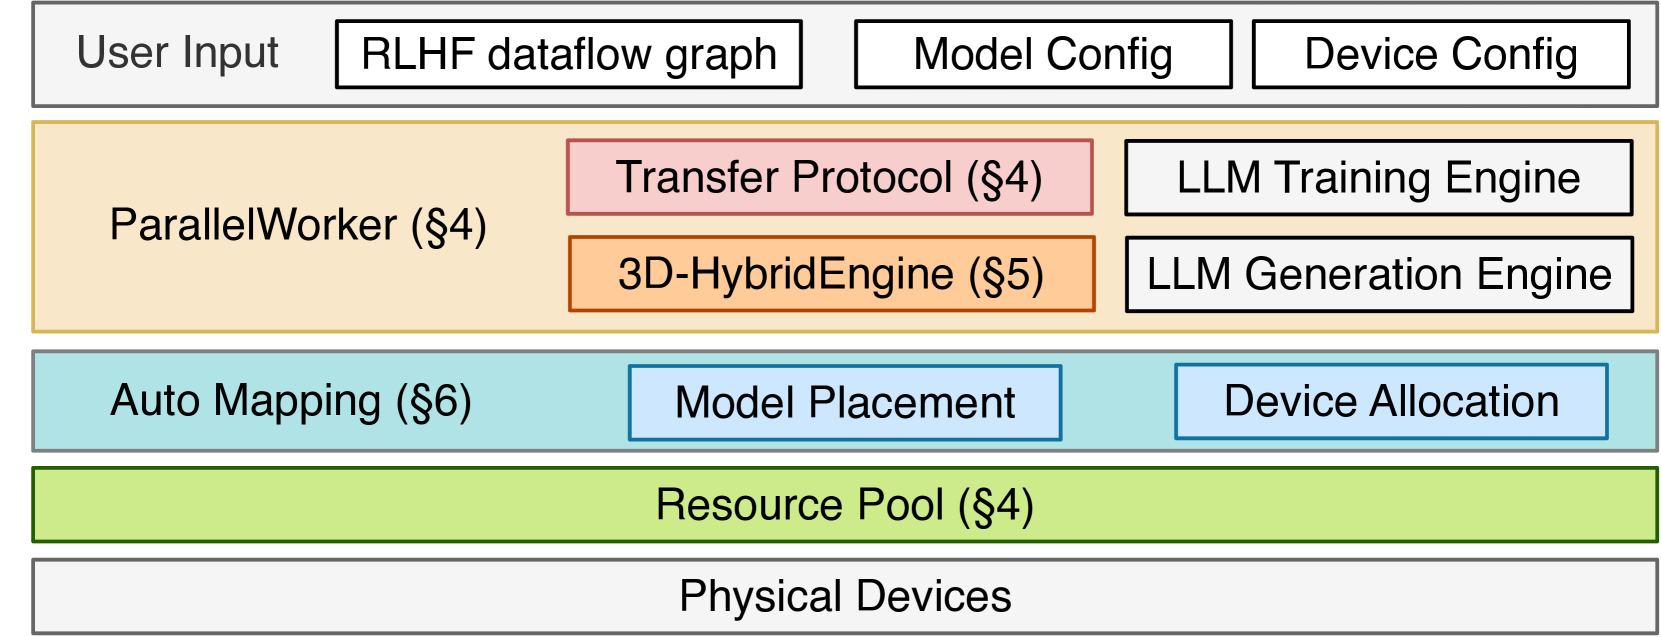 User Input
RLHF dataflow graph
Model Config
Device Config
ParallelWorker (§4)
Transfer Protocol (§4)
LLM Training Engine
3D-HybridEngine (§5)
LLM Generation Engine
Auto Mapping (§6)
Model Placement
Device Allocation
Resource Pool (§4)
Physical Devices